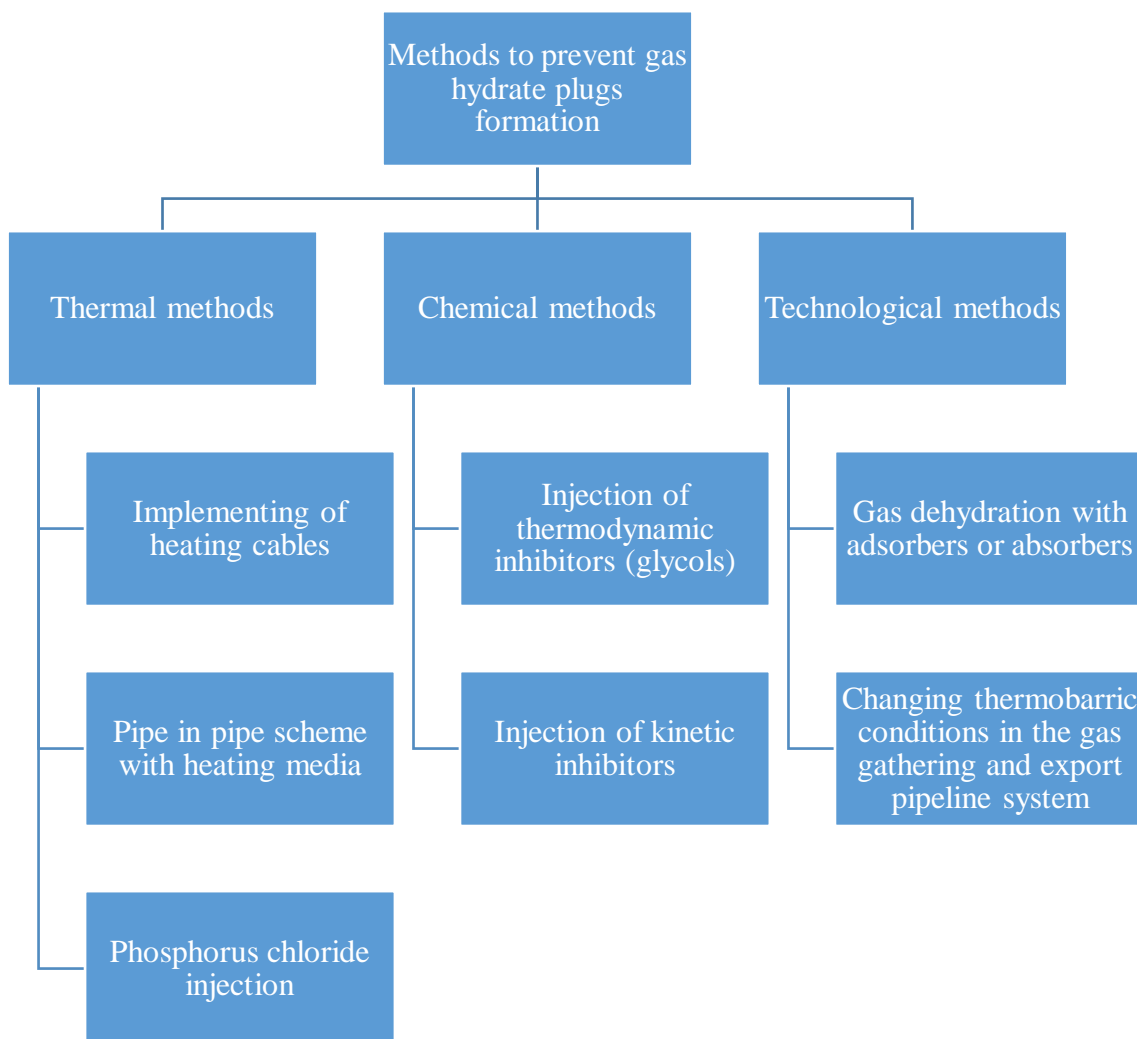 Methods to prevent gas
hydrate plugs
formation
Thermal methods
Chemical methods
Technological methods
Implementing of
heating cables
Injection of
thermodynamic
inhibitors (glycols)
Gas dehydration with
adsorbers or absorbers
Pipe in pipe scheme
with heating media
Injection of kinetic
inhibitors
Changing thermobarric
conditions in the gas
gathering and export
pipeline system
Phosphorus chloride
injection